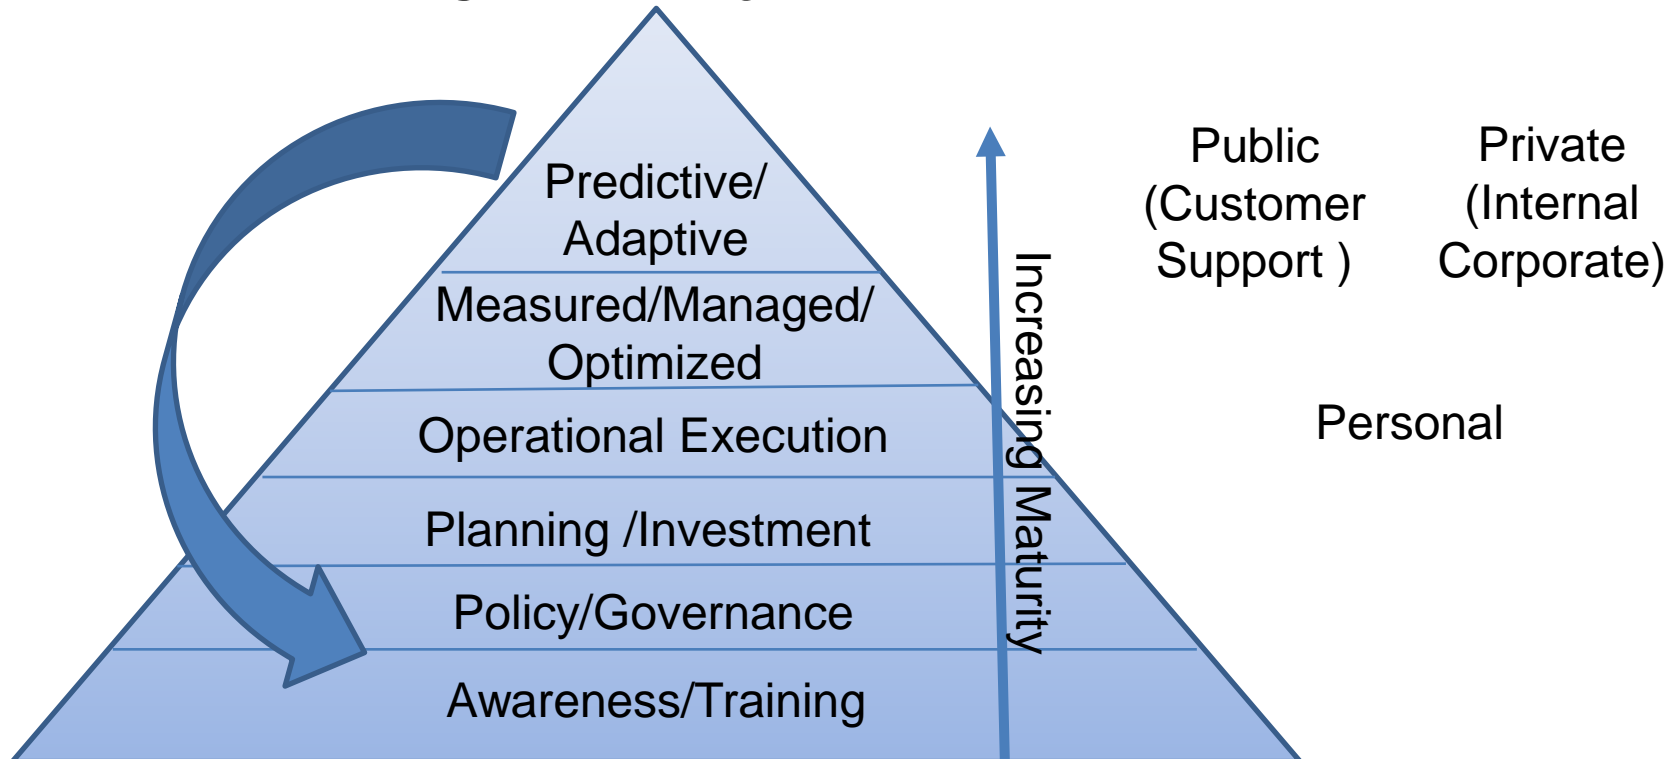 Predictive/
Adaptive
Measured/Managed/
Optimized
Operational Execution
Planning /Investment
Policy/Governance
Awareness/Training
Increasing Maturity
Public
(Customer
Support )
Private
(Internal
Corporate)
Personal